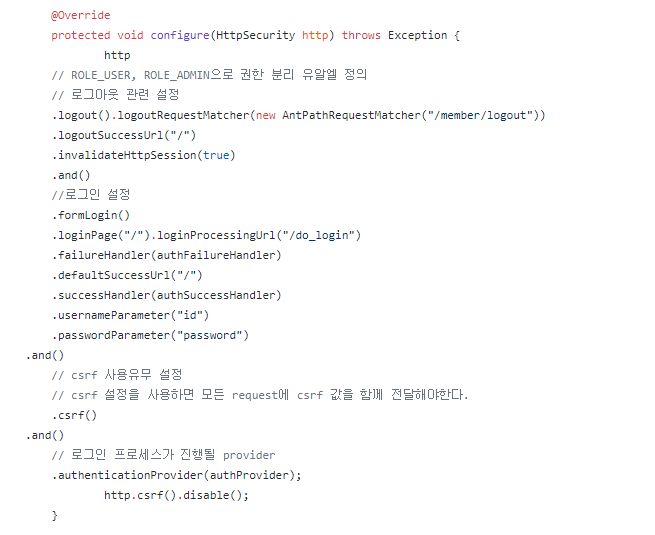 @Override
protected void configure(HttpSecurity http) throws Exception {
http
// ROLE_USER, ROLE_ADMIN으로 권한 분리 유알엘 정의
// 로그아웃 관련 설정
.logout().logoutRequestMatcher(new AntPathRequestMatcher("/member/logout"))
.logoutSuccessUrl("/")
.invalidateHttpSession(true)
.and()
//로그인 설정
.formLogin()
.loginPage("/").loginProcessingUrl("/do_login")
.failureHandler(authFailureHandler)
.defaultSuccessUrl("/")
.successHandler(authSuccessHandler)
.usernameParameter("id")
.passwordParameter("password")
.and()
// csrf 사용유무 설정
// csrf 설정을 사용하면 모든 request에 csrf 값을 함께 전달해야한다.
.csrf()
.and()
// 로그인 프로세스가 진행될 provider
.authenticationProvider(authProvider);
http.csrf().disable();
}